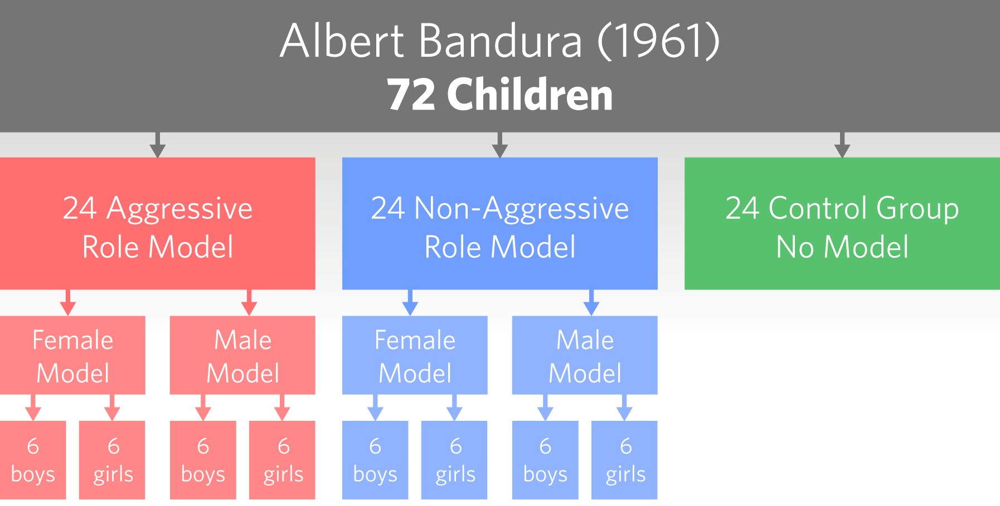 Albert Bandura (1961)
72 Children
24 Aggressive
Role Model
24 Non-Aggressive
Role Model
24 Control Group
No Model
Female
Model
Male
Model
Female
Model
Male
Model
6
boys
6
girls
6
boys
6
girls
6
boys
6
girls
6
boys
6
girls